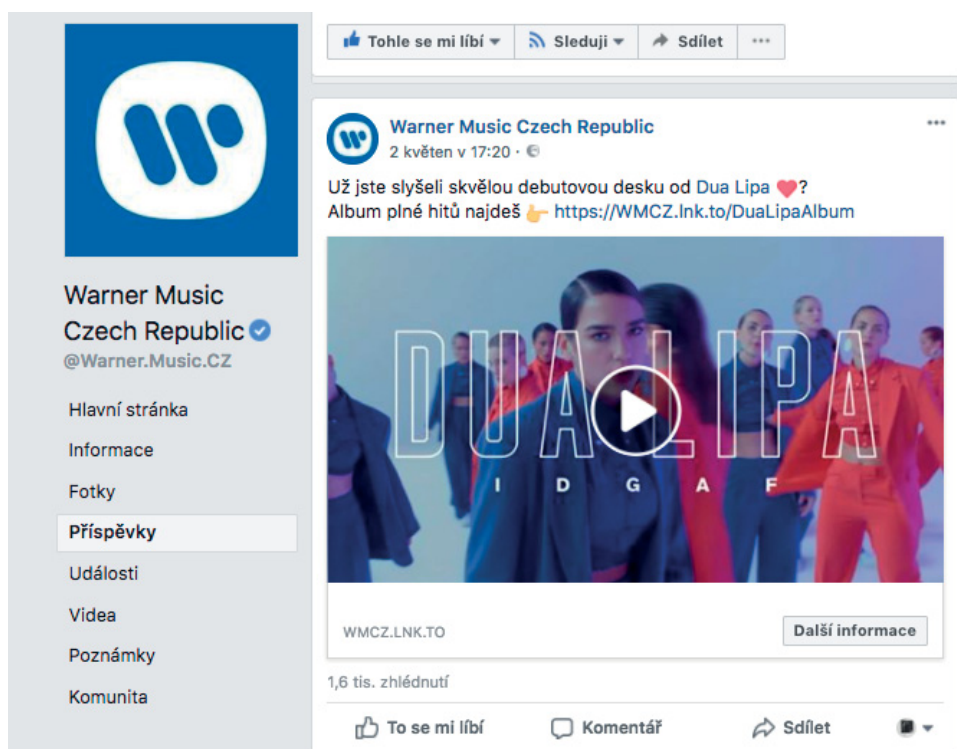 Tohle se mi líbí
Sleduji
Sdílet
Warner Music Czech Republic
2 květen v 17:20 ·
Už jste slyšeli skvělou debutovou desku od Dua Lipa ❤️?
Album plné hitů najdeš 👉 https://WMCZ.lnk.to/DuaLipaAlbum
DUA LIPA
I D G A F
WMCZ.LNK.TO
Další informace
1,6 tis. zhlédnutí
To se mi líbí
Komentář
Sdílet
Warner Music
Czech Republic
@Warner.Music.CZ
Hlavní stránka
Informace
Fotky
Příspěvky
Události
Videa
Poznámky
Komunita